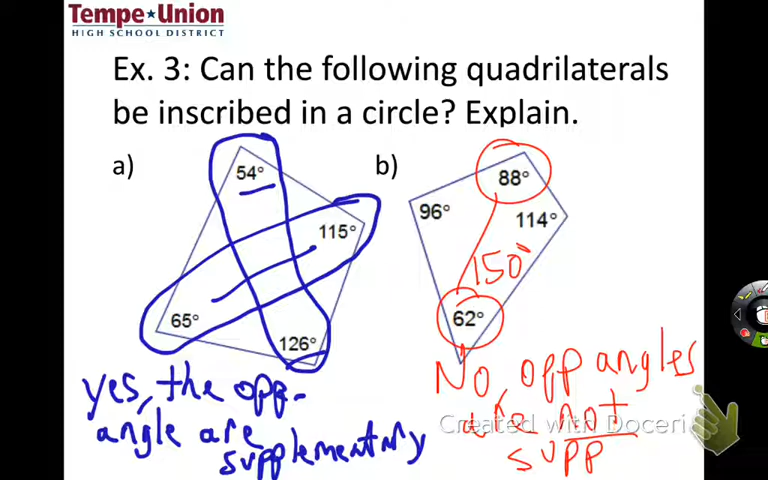 Tempe★Union
HIGH SCHOOL DISTRICT
Ex. 3: Can the following quadrilaterals
be inscribed in a circle? Explain.
a)
54°
115°
65°
126°
yes, the opp.
angle are
supplementary
b)
88°
96°
114°
150°
62°
No, opp angles
are not
supp
Created with Doceri